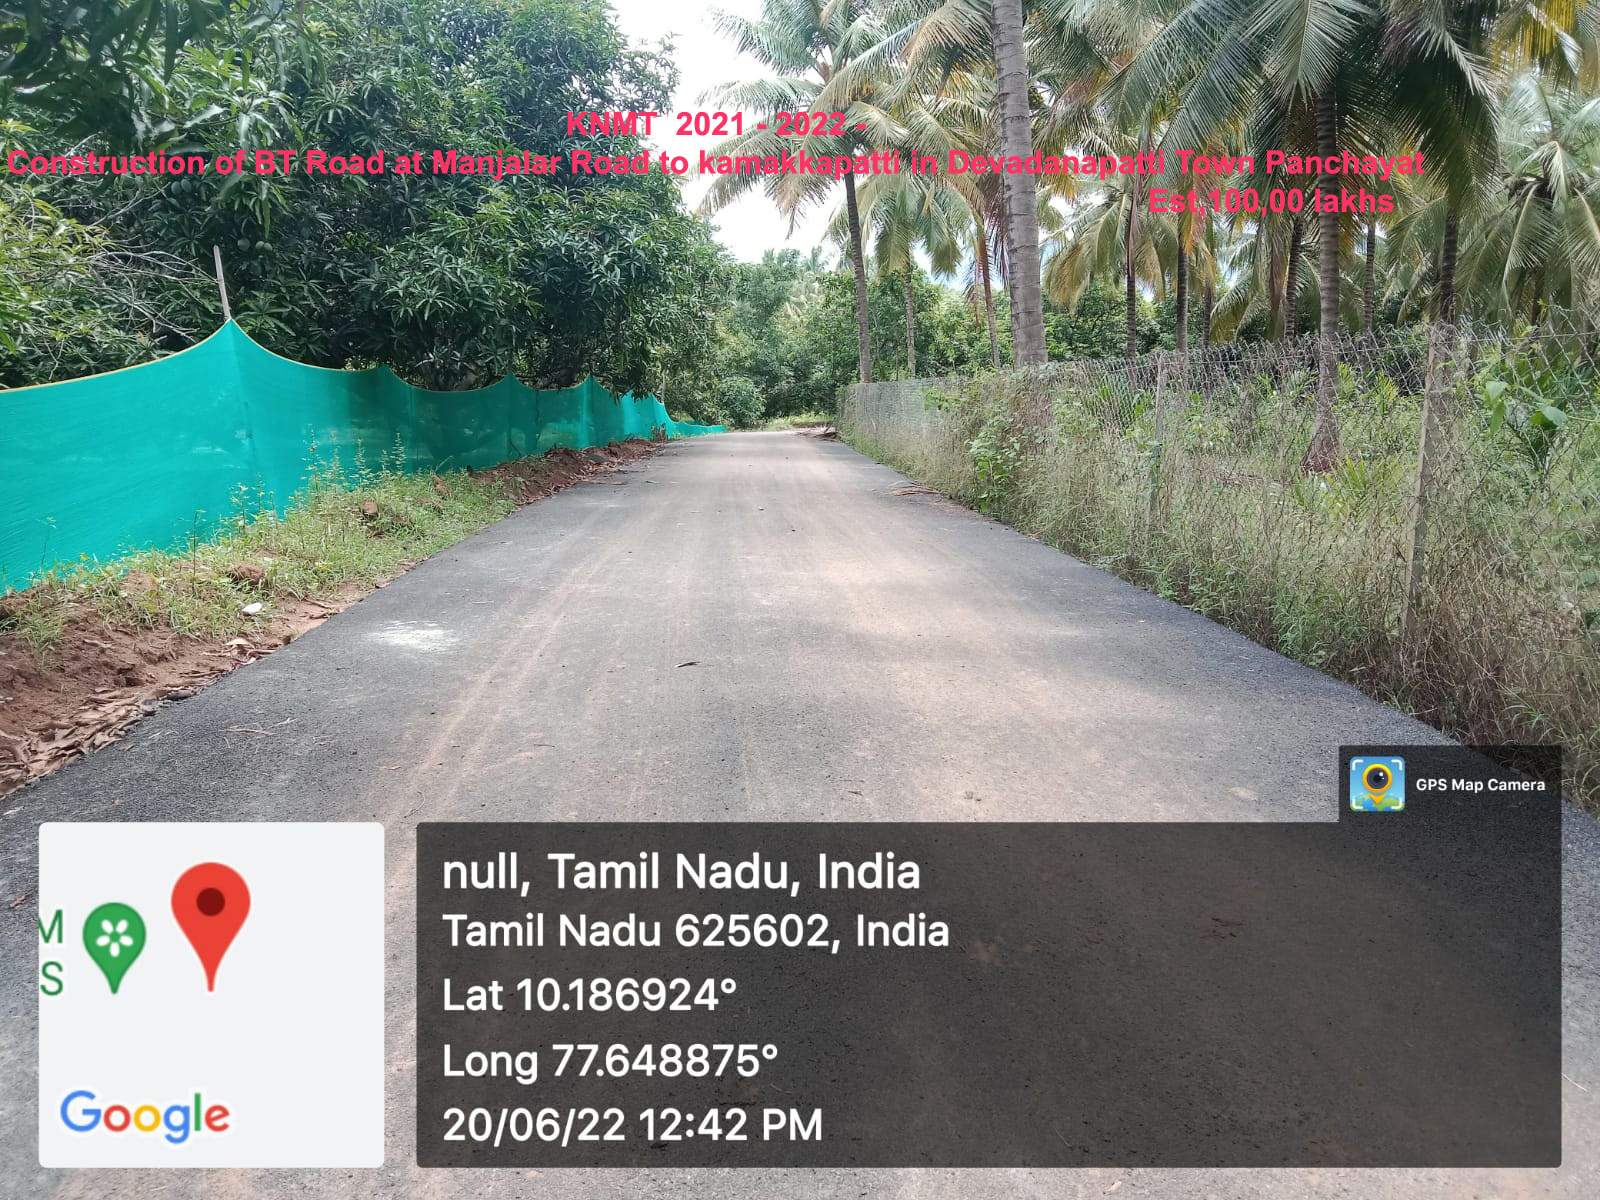 KNMT 2021 - 2022 -
Construction of BT Road at Manjalar Road to kamakkapatti in Devadanapatti Town Panchayat
Est,100,00 lakhs
GPS Map Camera
null, Tamil Nadu, India
Tamil Nadu 625602, India
Lat 10.186924°
Long 77.648875°
20/06/22 12:42 PM
M
S
Google